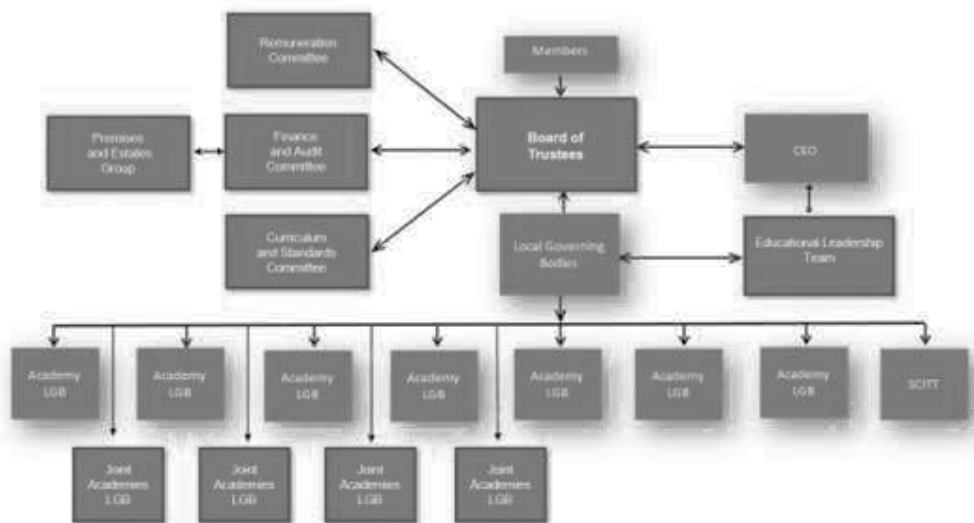 Remuneration
Committee
Members
Premises
and Estates
Group
Finance
and Audit
Committee
Board of
Trustees
CEO
Curriculum
and Standards
Committee
Local Governing
Bodies
Educational Leadership
Team
Academy
LGB
Academy
LGB
Academy
LGB
Academy
LGB
Academy
LGB
Academy
LGB
Academy
LGB
SCITT
Joint
Academies
LGB
Joint
Academies
LGB
Joint
Academies
LGB
Joint
Academies
LGB